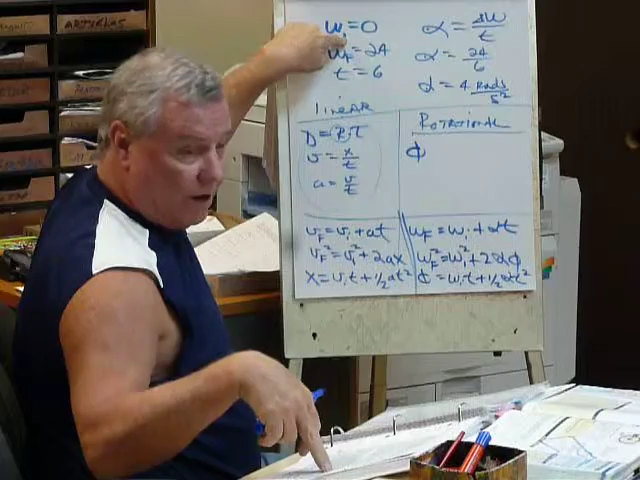 ωi=0
ωF=24
t=6
α=Δω/t
α=24/6
α=4 Rads/s²
linear
D=RT
v=x/t
a=v/t
Rotational
ϕ
vF=vi+at
vF²=vi²+2ax
x=vit+1/2at²
ωF=ωi+αt
ωF²=ωi²+2αϕ
ϕ=ωit+1/2αt²